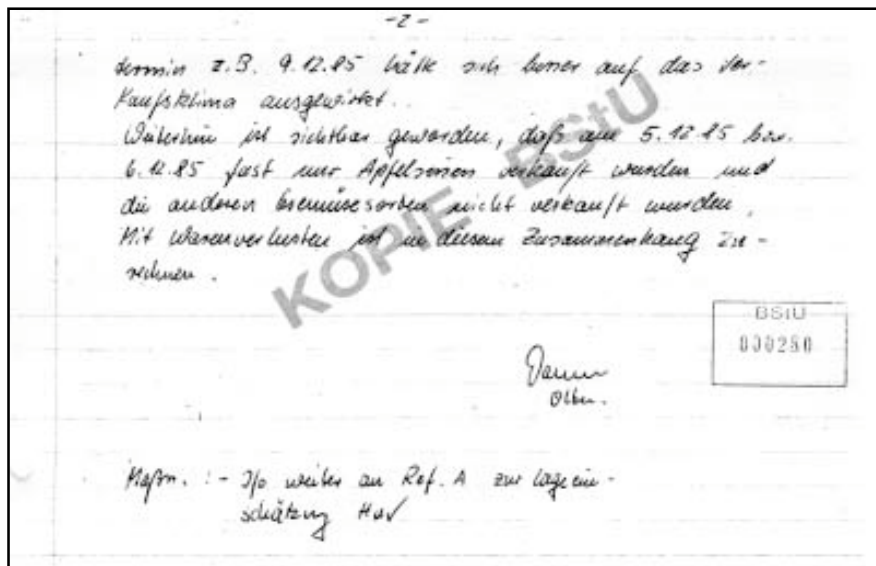 -2-
termin z.B. 9.12.85 hätte sich besser auf das Ver-
kaufsklima ausgewirkt.
Weiterhin ist sichtbar geworden, daß am 5.12.85 bzw.
6.12.85 fast nur Apfelsinen verkauft wurden und
die anderen Gemüsesorten nicht verkauft wurden.
Mit Warenverlusten ist in diesem Zusammenhang zu-
rechnen.
KOPIE BStU
BStU
000280
Oltn.
Maßn.: - I/o weiter an Ref. A zur Lageein-
schätzung HuV